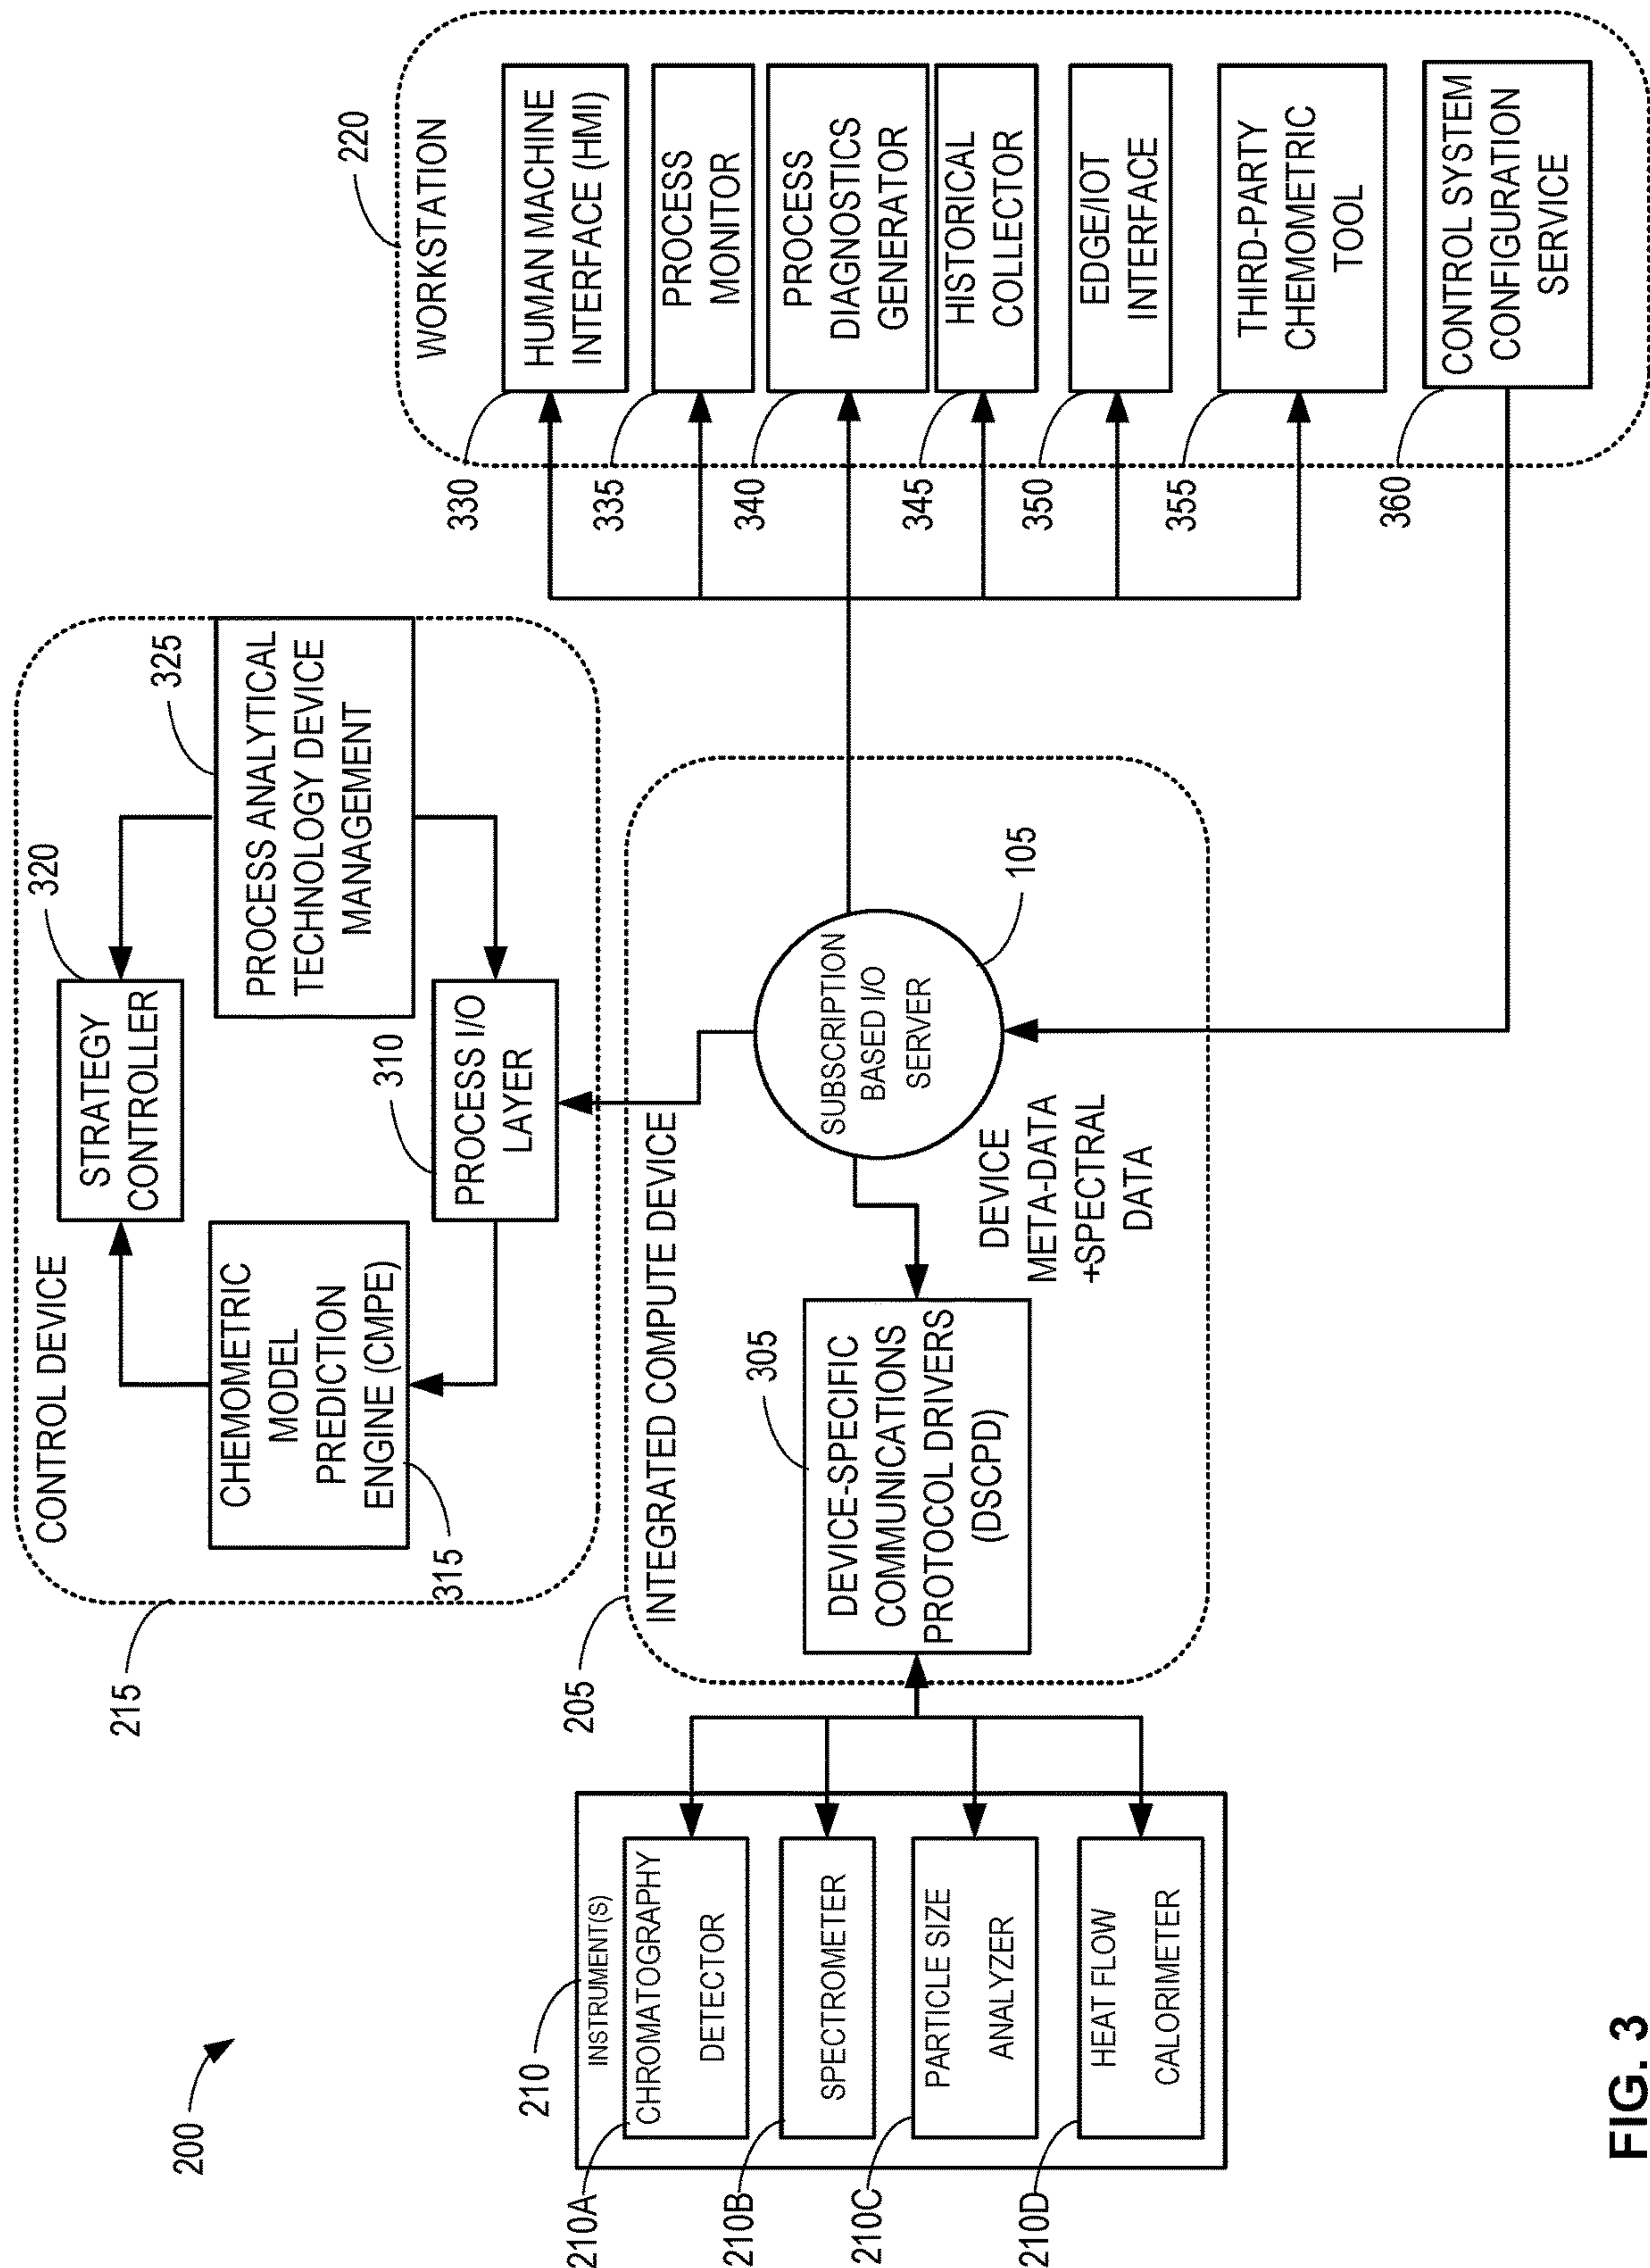 200
215
CONTROL DEVICE
CHEMOMETRIC
MODEL
PREDICTION
ENGINE (CMPE)
315
STRATEGY
CONTROLLER
320
PROCESS I/O
LAYER
310
PROCESS ANALYTICAL
TECHNOLOGY DEVICE
MANAGEMENT
325
210
INSTRUMENT(S)
210A
CHROMATOGRAPHY
DETECTOR
210B
SPECTROMETER
210C
PARTICLE SIZE
ANALYZER
210D
HEAT FLOW
CALORIMETER
205
INTEGRATED COMPUTE DEVICE
DEVICE-SPECIFIC
COMMUNICATIONS
PROTOCOL DRIVERS
(DSCPD)
305
SUBSCRIPTION
BASED I/O
SERVER
105
DEVICE
META-DATA
+SPECTRAL
DATA
220
WORKSTATION
330
HUMAN MACHINE
INTERFACE (HMI)
335
PROCESS
MONITOR
340
PROCESS
DIAGNOSTICS
GENERATOR
345
HISTORICAL
COLLECTOR
350
EDGE/IOT
INTERFACE
355
THIRD-PARTY
CHEMOMETRIC
TOOL
360
CONTROL SYSTEM
CONFIGURATION
SERVICE
FIG. 3